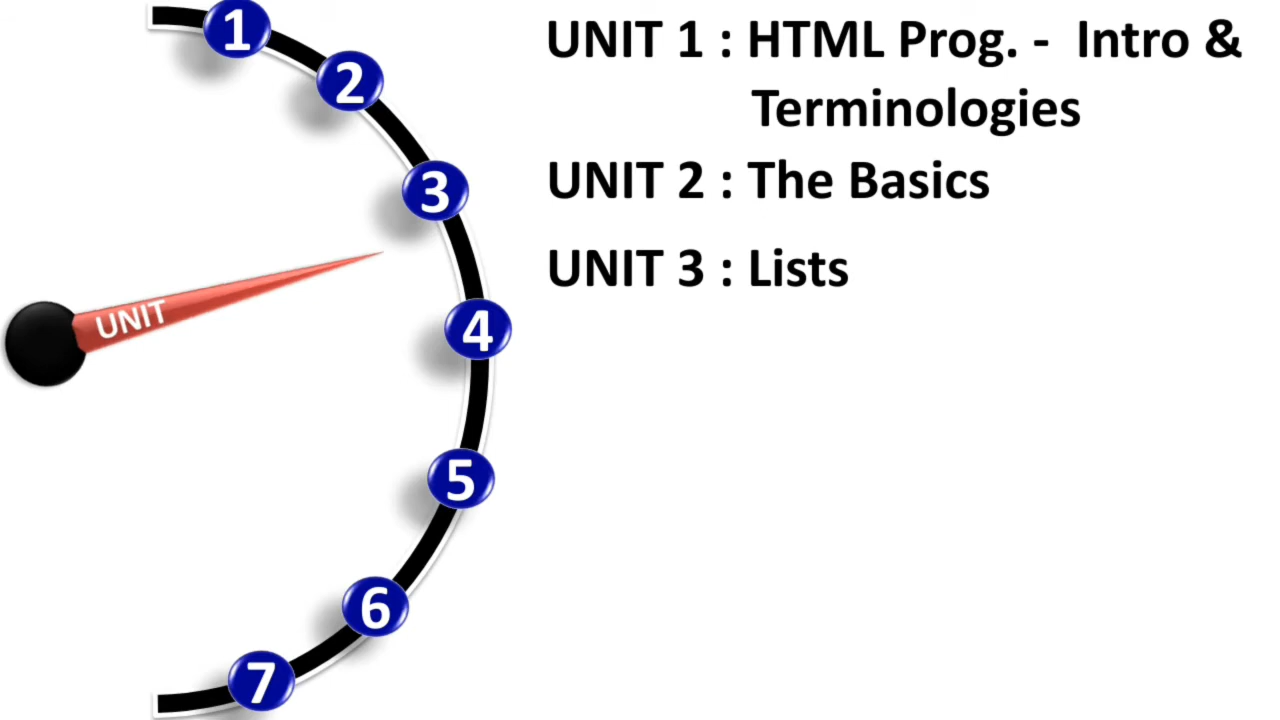 1
2
3
4
5
6
7
UNIT
UNIT 1 : HTML Prog. - Intro &
Terminologies
UNIT 2 : The Basics
UNIT 3 : Lists